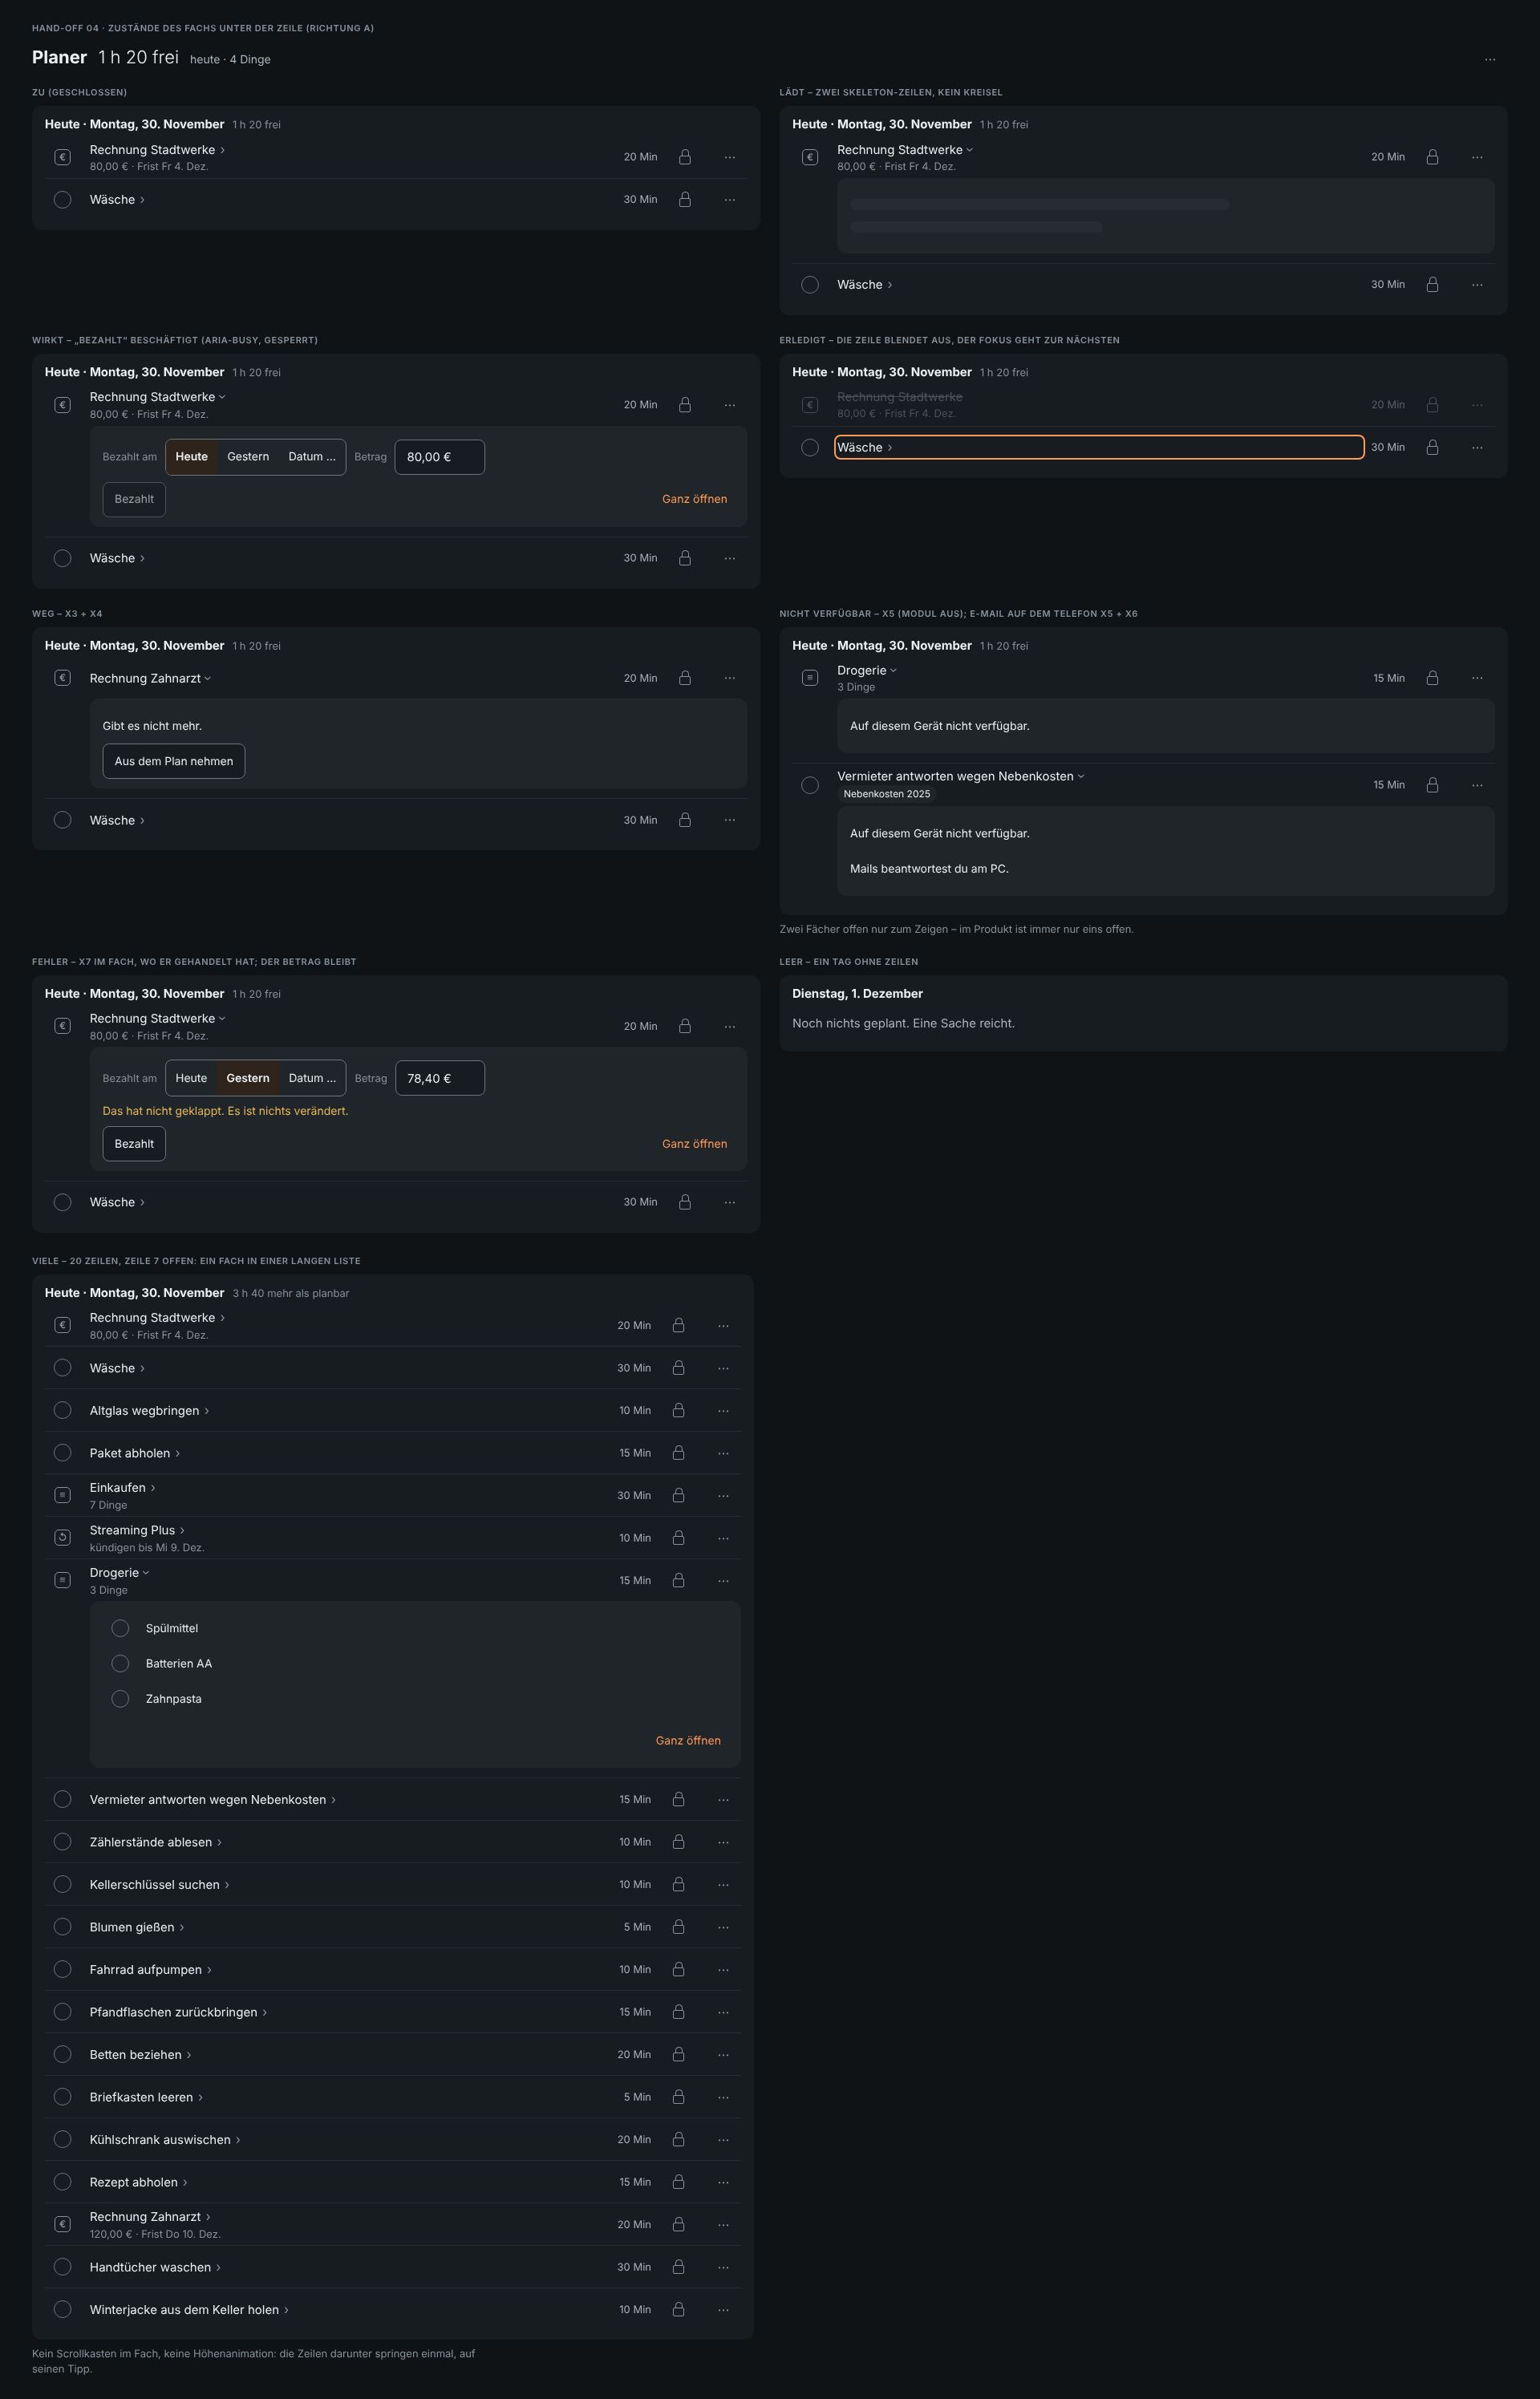 HAND-OFF 04 · ZUSTÄNDE DES FACHS UNTER DER ZEILE (RICHTUNG A)
Planer 1 h 20 frei heute · 4 Dinge ...
ZU (GESCHLOSSEN)
Heute · Montag, 30. November 1 h 20 frei
€ Rechnung Stadtwerke › 20 Min ...
80,00 € · Frist Fr 4. Dez.
Wäsche › 30 Min ...
LÄDT – ZWEI SKELETON-ZEILEN, KEIN KREISEL
Heute · Montag, 30. November 1 h 20 frei
€ Rechnung Stadtwerke 20 Min ...
80,00 € · Frist Fr 4. Dez.
Wäsche › 30 Min ...
WIRKT – „BEZAHLT“ BESCHÄFTIGT (ARIA-BUSY, GESPERRT)
Heute · Montag, 30. November 1 h 20 frei
€ Rechnung Stadtwerke 20 Min ...
80,00 € · Frist Fr 4. Dez.
Bezahlt am Heute Gestern Datum ... Betrag 80,00 €
Bezahlt Ganz öffnen
Wäsche › 30 Min ...
ERLEDIGT – DIE ZEILE BLENDET AUS, DER FOKUS GEHT ZUR NÄCHSTEN
Heute · Montag, 30. November 1 h 20 frei
€ Rechnung Stadtwerke 20 Min ...
80,00 € · Frist Fr 4. Dez.
Wäsche › 30 Min ...
WEG – X3 + X4
Heute · Montag, 30. November 1 h 20 frei
€ Rechnung Zahnarzt 20 Min ...
Gibt es nicht mehr.
Aus dem Plan nehmen
Wäsche › 30 Min ...
NICHT VERFÜGBAR – X5 (MODUL AUS); E-MAIL AUF DEM TELEFON X5 + X6
Heute · Montag, 30. November 1 h 20 frei
Drogerie 15 Min ...
3 Dinge
Auf diesem Gerät nicht verfügbar.
Vermieter antworten wegen Nebenkosten 15 Min ...
Nebenkosten 2025
Auf diesem Gerät nicht verfügbar.
Mails beantwortest du am PC.
Zwei Fächer offen nur zum Zeigen – im Produkt ist immer nur eins offen.
FEHLER – X7 IM FACH, WO ER GEHANDELT HAT; DER BETRAG BLEIBT
Heute · Montag, 30. November 1 h 20 frei
€ Rechnung Stadtwerke 20 Min ...
80,00 € · Frist Fr 4. Dez.
Bezahlt am Heute Gestern Datum ... Betrag 78,40 €
Das hat nicht geklappt. Es ist nichts verändert.
Bezahlt Ganz öffnen
Wäsche › 30 Min ...
LEER – EIN TAG OHNE ZEILEN
Dienstag, 1. Dezember
Noch nichts geplant. Eine Sache reicht.
VIELE – 20 ZEILEN, ZEILE 7 OFFEN: EIN FACH IN EINER LANGEN LISTE
Heute · Montag, 30. November 3 h 40 mehr als planbar
€ Rechnung Stadtwerke › 20 Min ...
80,00 € · Frist Fr 4. Dez.
Wäsche › 30 Min ...
Altglas wegbringen › 10 Min ...
Paket abholen › 15 Min ...
Einkaufen › 30 Min ...
7 Dinge
Streaming Plus › 10 Min ...
kündigen bis Mi 9. Dez.
Drogerie 15 Min ...
3 Dinge
Spülmittel
Batterien AA
Zahnpasta
Ganz öffnen
Vermieter antworten wegen Nebenkosten › 15 Min ...
Zählerstände ablesen › 10 Min ...
Kellerschlüssel suchen › 10 Min ...
Blumen gießen › 5 Min ...
Fahrrad aufpumpen › 10 Min ...
Pfandflaschen zurückbringen › 15 Min ...
Betten beziehen › 20 Min ...
Briefkasten leeren › 5 Min ...
Kühlschrank auswischen › 20 Min ...
Rezept abholen › 15 Min ...
€ Rechnung Zahnarzt › 20 Min ...
120,00 € · Frist Do 10. Dez.
Handtücher waschen › 30 Min ...
Winterjacke aus dem Keller holen › 10 Min ...
Kein Scrollkasten im Fach, keine Höhenanimation: die Zeilen darunter springen einmal, auf
seinen Tipp.